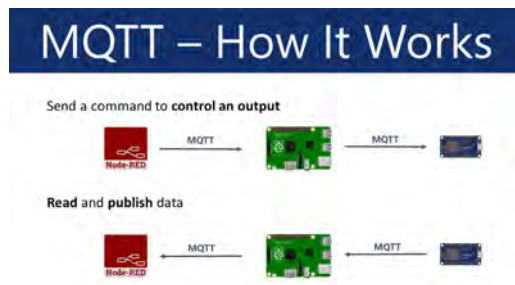 MQTT – How It Works
Send a command to control an output
MQTT
MQTT
Node-RED
Read and publish data
MQTT
MQTT
Node-RED